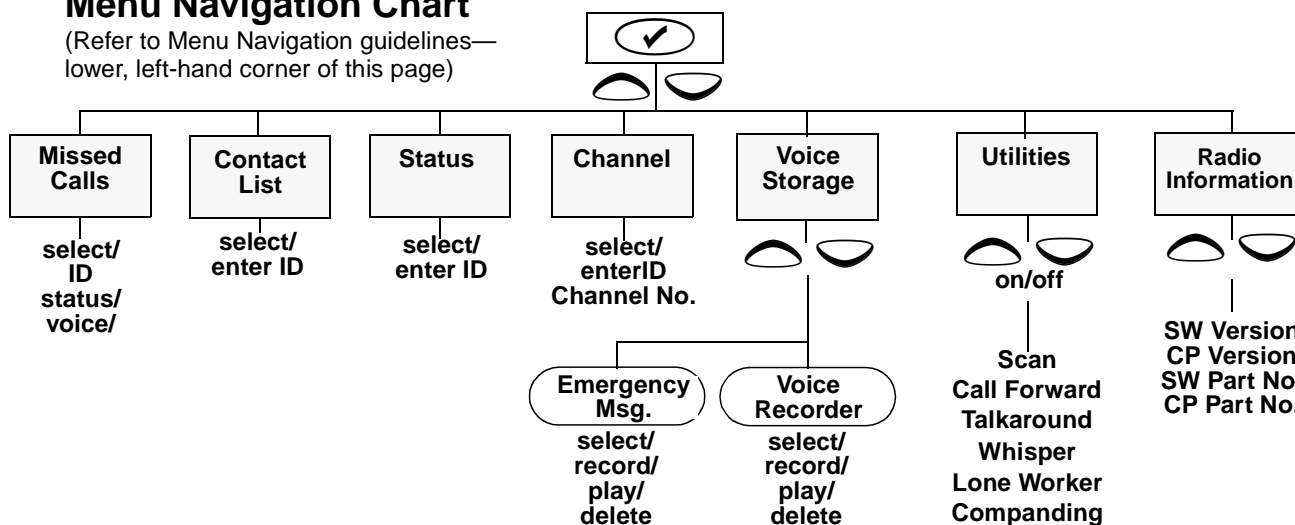 Menu Navigation Chart
(Refer to Menu Navigation guidelines—
lower, left-hand corner of this page)
Missed
Calls
select/
ID
status/
voice/
Contact
List
select/
enter ID
Status
select/
enter ID
Channel
select/
enterID
Channel No.
Voice
Storage
Emergency
Msg.
select/
record/
play/
delete
Voice
Recorder
select/
record/
play/
delete
Utilities
on/off
Scan
Call Forward
Talkaround
Whisper
Lone Worker
Companding
Radio
Information
SW Version
CP Version
SW Part No.
CP Part No.